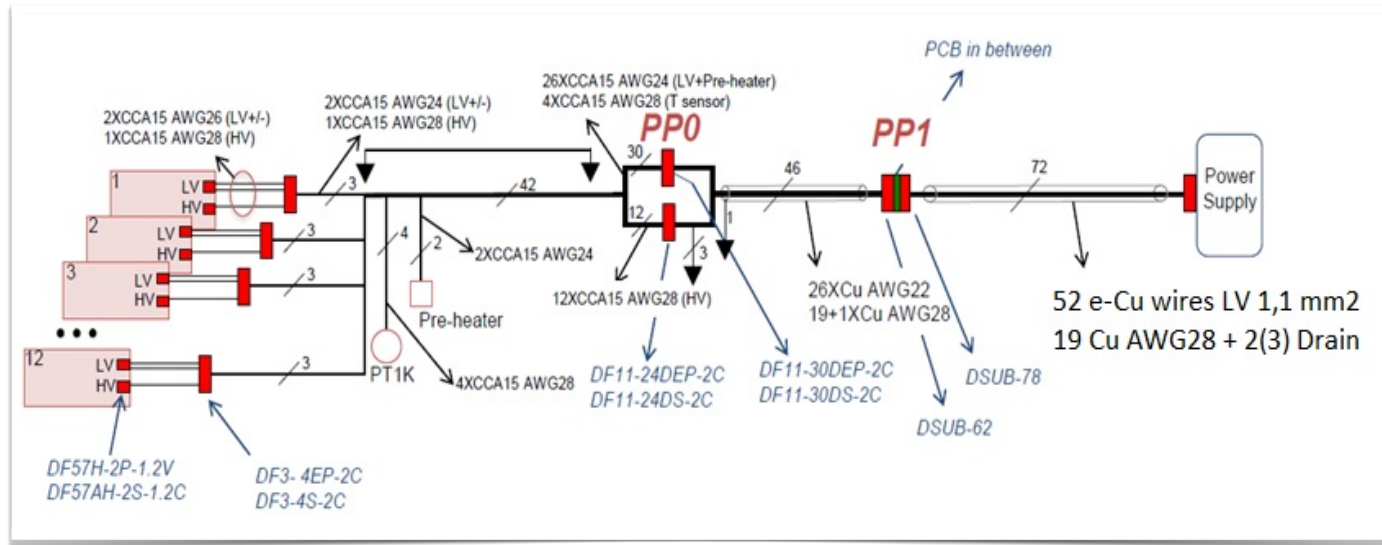 PCB in between
26XCCA15 AWG24 (LV+Pre-heater)
4XCCA15 AWG28 (T sensor)
2XCCA15 AWG24 (LV+/-)
1XCCA15 AWG28 (HV)
2XCCA15 AWG26 (LV+/-)
1XCCA15 AWG28 (HV)
PP0
PP1
30
46
72
1
LV
HV
3
42
Power
Supply
12
1
3
2
LV
HV
3
4
2
2XCCA15 AWG24
3
LV
HV
3
12XCCA15 AWG28 (HV)
26XCu AWG22
19+1XCu AWG28
52 e-Cu wires LV 1,1 mm2
19 Cu AWG28 + 2(3) Drain
Pre-heater
12
LV
HV
3
PT1K
4XCCA15 AWG28
DF11-24DEP-2C
DF11-24DS-2C
DF11-30DEP-2C
DF11-30DS-2C
DSUB-78
DSUB-62
DF57H-2P-1.2V
DF57AH-2S-1.2C
DF3- 4EP-2C
DF3-4S-2C